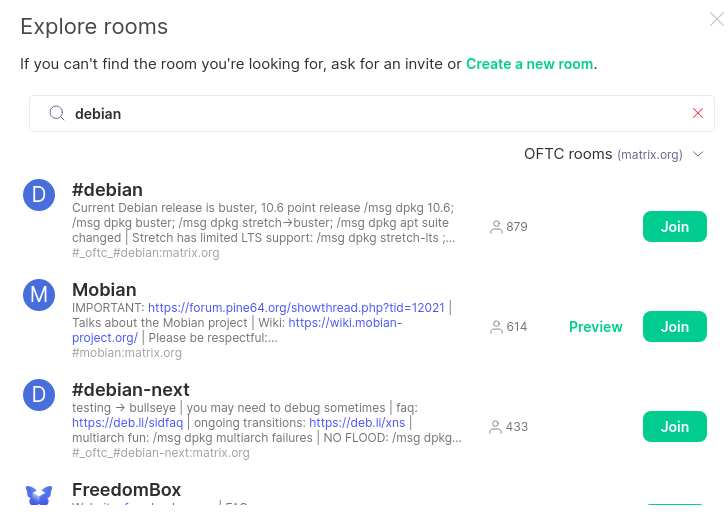 Explore rooms
If you can't find the room you're looking for, ask for an invite or Create a new room.
debian
OFTC rooms (matrix.org)
D
#debian
Current Debian release is buster, 10.6 point release /msg dpkg 10.6;
/msg dpkg buster; /msg dpkg stretch->buster; /msg dpkg apt suite
changed | Stretch has limited LTS support: /msg dpkg stretch-lts ;...
#_oftc_#debian:matrix.org
879
Join
M
Mobian
IMPORTANT: https://forum.pine64.org/showthread.php?tid=12021 |
Talks about the Mobian project | Wiki: https://wiki.mobian-
project.org/ | Please be respectful:...
#mobian:matrix.org
614
Preview
Join
D
#debian-next
testing -> bullseye | you may need to debug sometimes | faq:
https://deb.li/sidfaq | ongoing transitions: https://deb.li/xns |
multiarch fun: /msg dpkg multiarch failures | NO FLOOD: /msg dpkg...
#_oftc_#debian-next:matrix.org
433
Join
FreedomBox